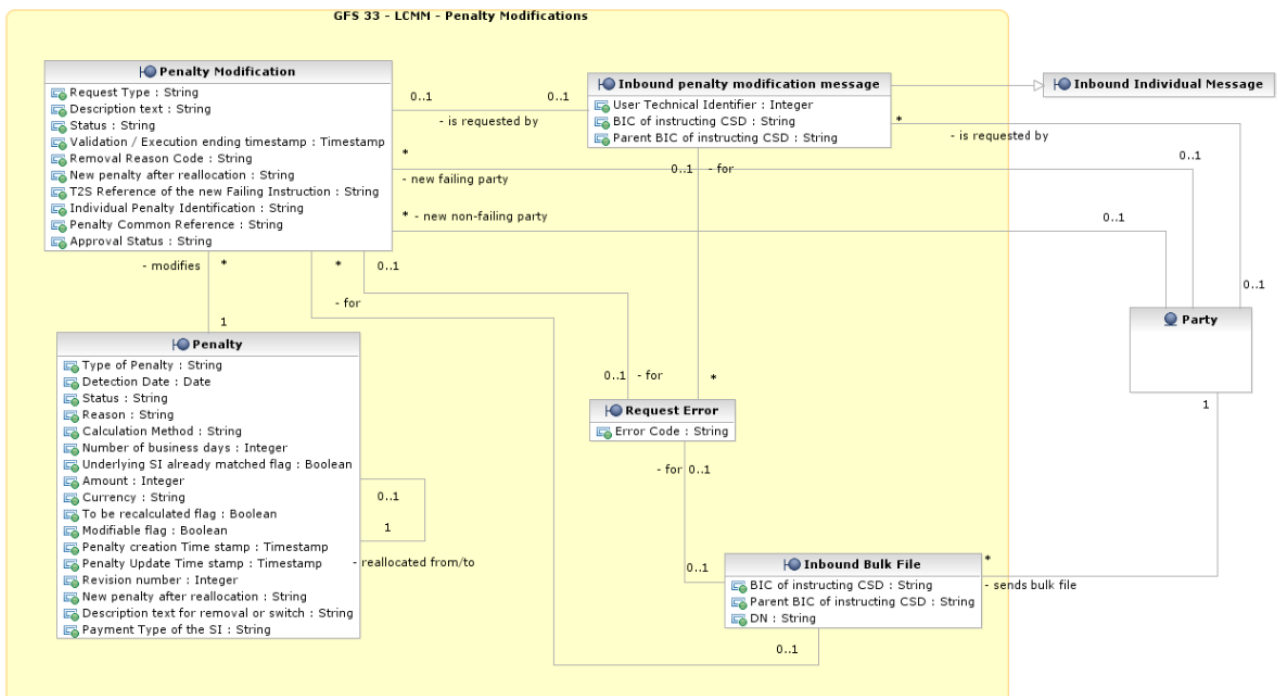 GFS 33 - LCMM - Penalty Modifications
Penalty Modification
Request Type : String
Description text : String
Status : String
Validation / Execution ending timestamp : Timestamp
Removal Reason Code : String
New penalty after reallocation : String
T2S Reference of the new Failing Instruction : String
Individual Penalty Identification : String
Penalty Common Reference : String
Approval Status : String
0..1
0..1
- is requested by
Inbound penalty modification message
User Technical Identifier : Integer
BIC of instructing CSD : String
Parent BIC of instructing CSD : String
Inbound Individual Message
*
- is requested by
*
0..1
- new failing party
0..1 - for
* - new non-failing party
0..1
- modifies
*
*
0..1
0..1
- for
1
Party
Penalty
Type of Penalty : String
Detection Date : Date
Status : String
Reason : String
Calculation Method : String
Number of business days : Integer
Underlying SI already matched flag : Boolean
Amount : Integer
Currency : String
To be recalculated flag : Boolean
Modifiable flag : Boolean
Penalty creation Time stamp : Timestamp
Penalty Update Time stamp : Timestamp
Revision number : Integer
New penalty after reallocation : String
Description text for removal or switch : String
Payment Type of the SI : String
0..1 - for
*
Request Error
Error Code : String
1
- for 0..1
0..1
1
- reallocated from/to
0..1
Inbound Bulk File
BIC of instructing CSD : String
Parent BIC of instructing CSD : String
DN : String
*
- sends bulk file
0..1